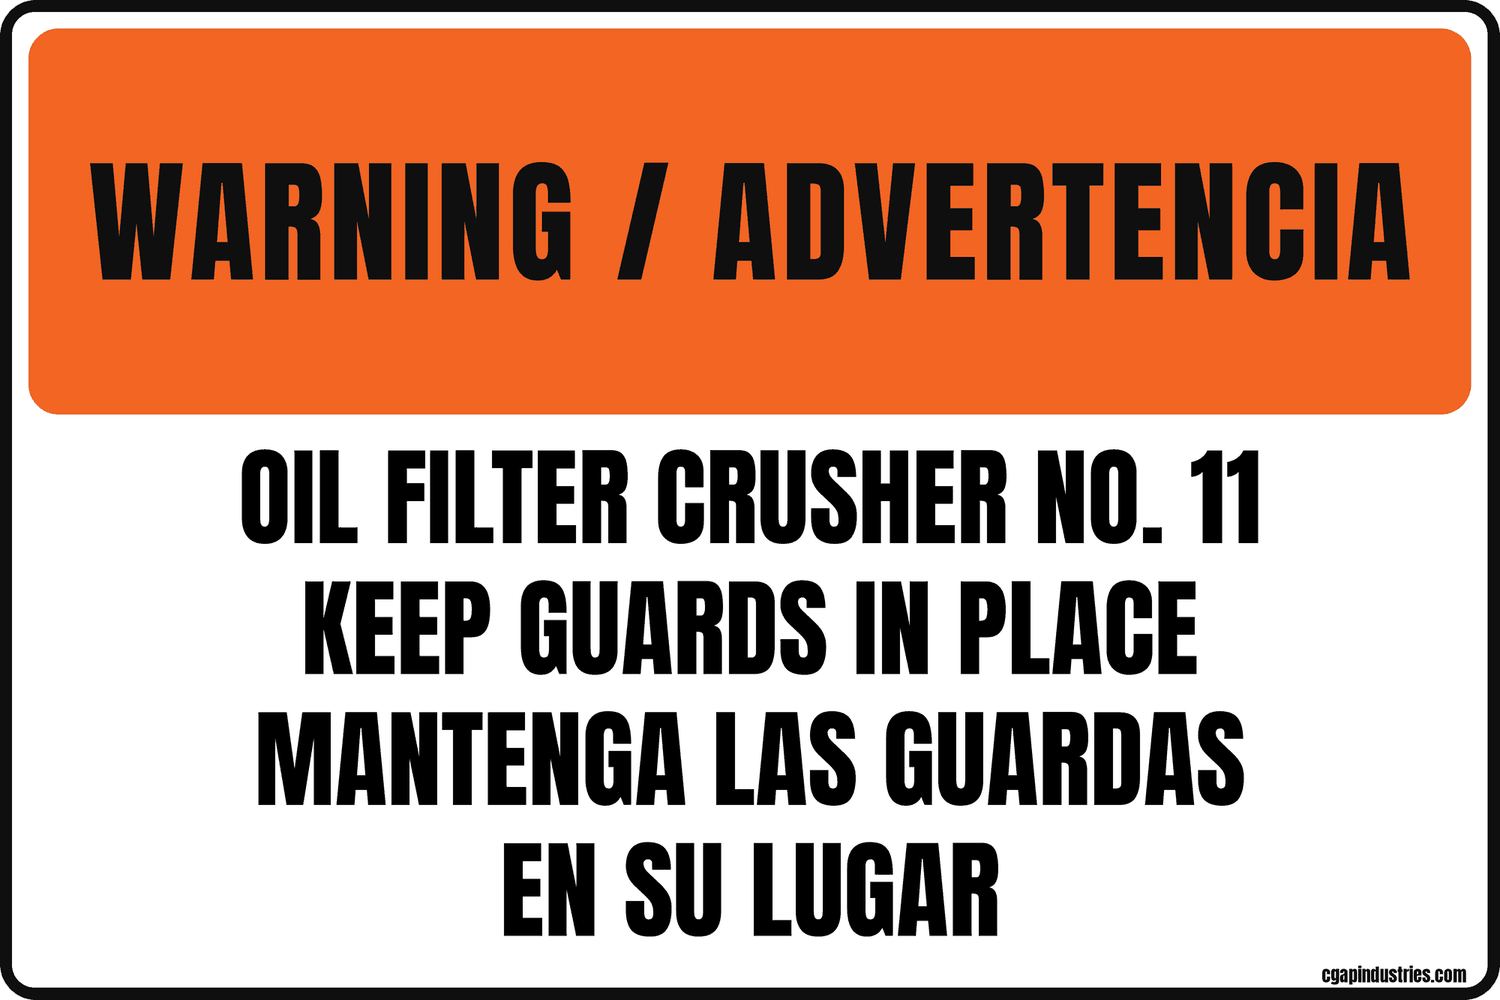 WARNING / ADVERTENCIA
OIL FILTER CRUSHER NO. 11
KEEP GUARDS IN PLACE
MANTENGA LAS GUARDAS
EN SU LUGAR
cgapindustries.com